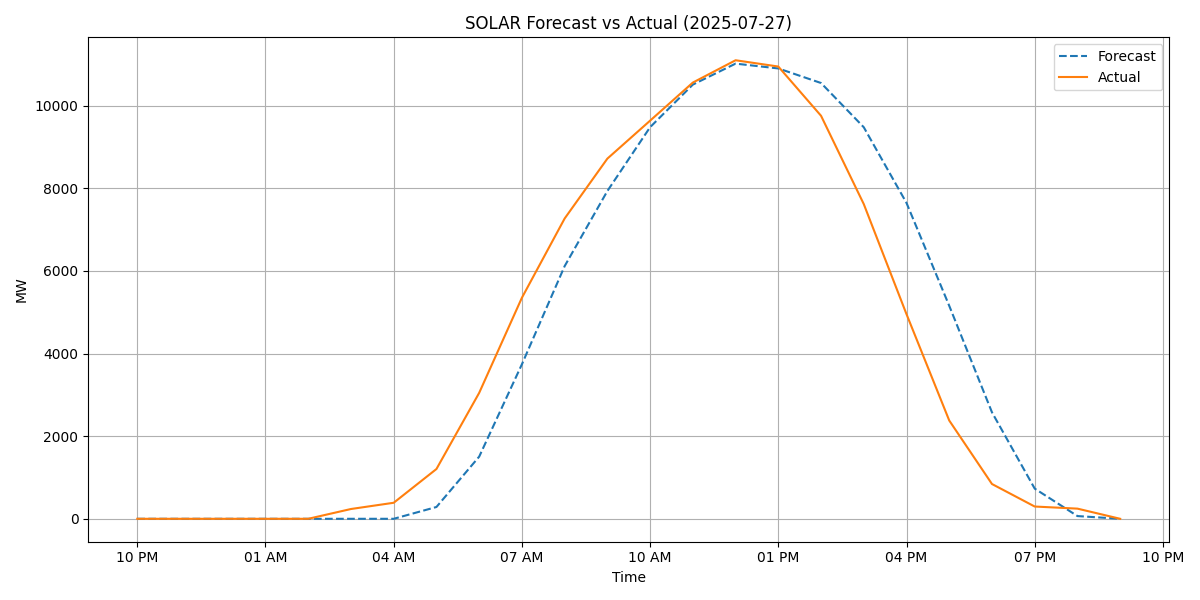 SOLAR Forecast vs Actual (2025-07-27)
Forecast
Actual
10000
8000
6000
4000
2000
0
MW
10 PM 01 AM 04 AM 07 AM 10 AM 01 PM 04 PM 07 PM 10 PM
Time